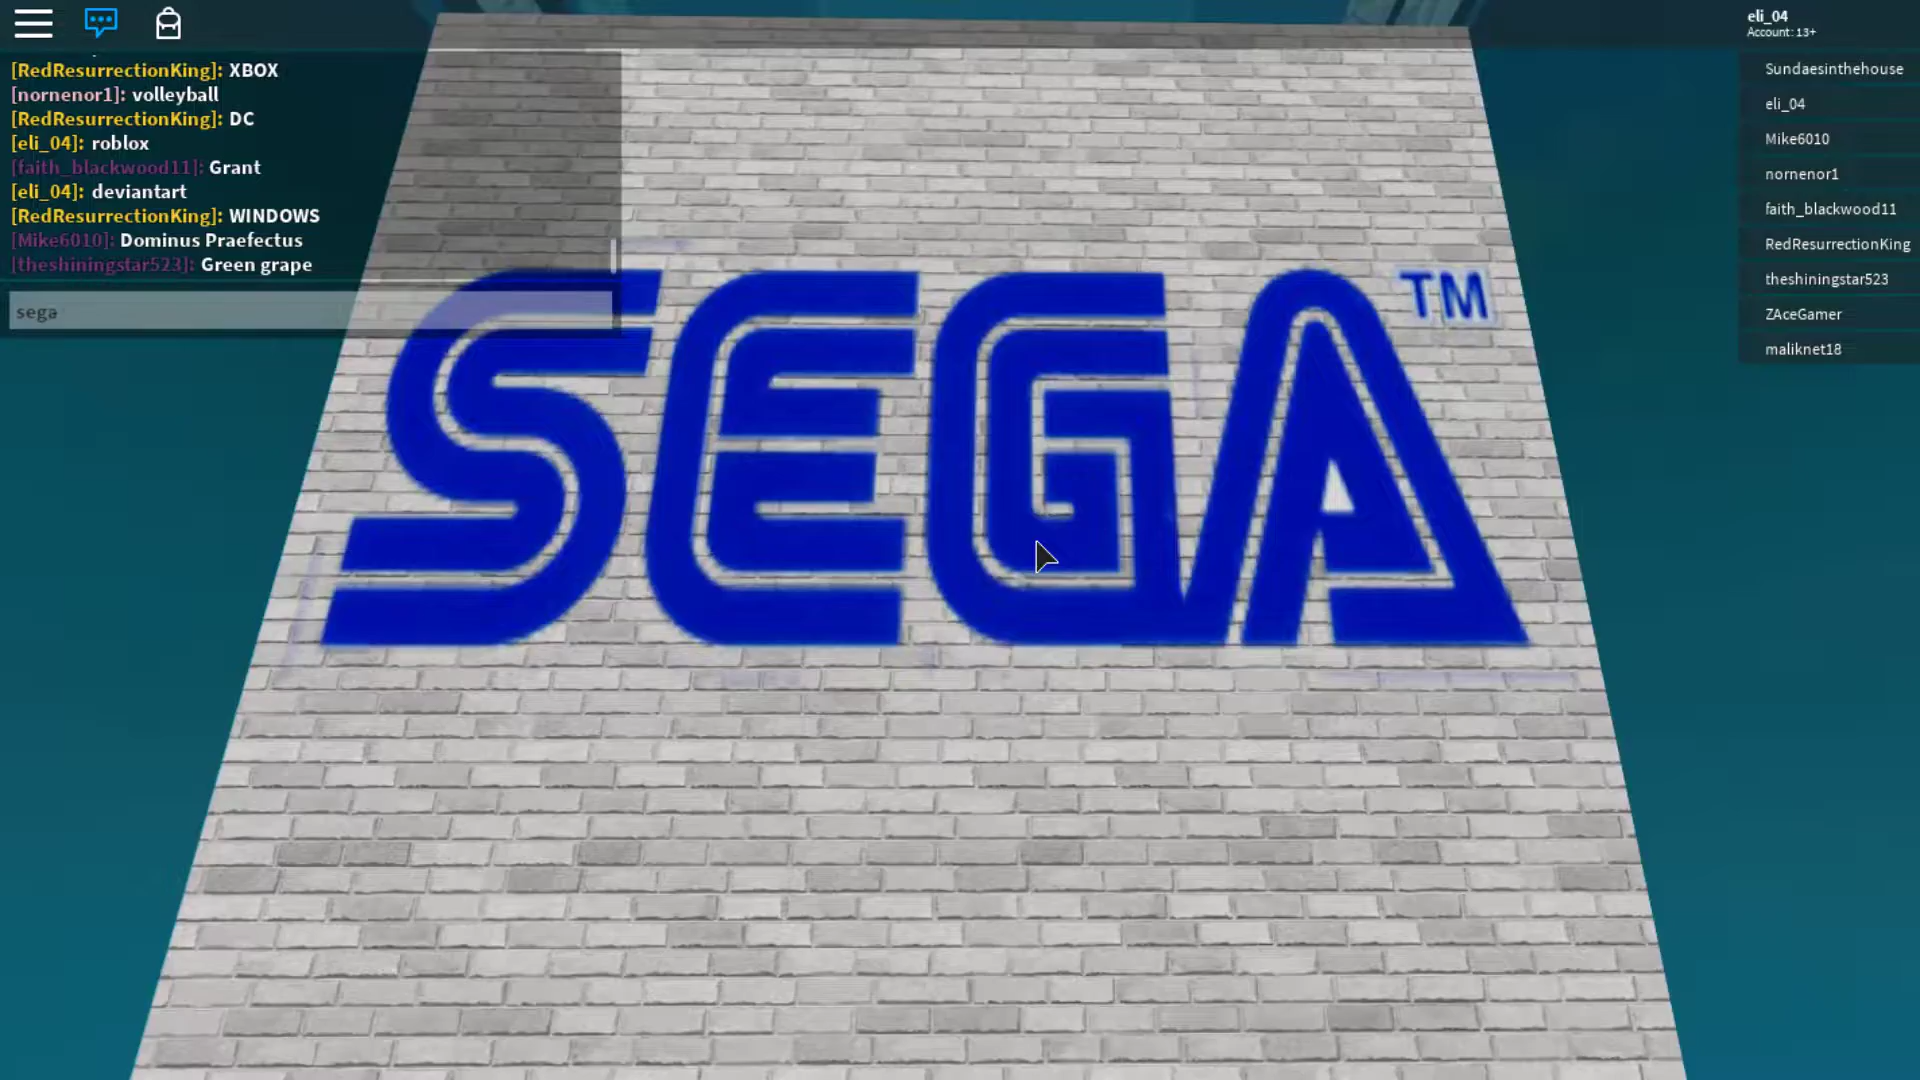 eli_04
Account: 13+
[RedResurrectionKing]: XBOX
[nornenor1]: volleyball
[RedResurrectionKing]: DC
[eli_04]: roblox
[faith_blackwood11]: Grant
[eli_04]: deviantart
[RedResurrectionKing]: WINDOWS
[Mike6010]: Dominus Praefectus
[theshiningstar523]: Green grape
sega
SEGA TM
Sundaesinthehouse
eli_04
Mike6010
nornenor1
faith_blackwood11
RedResurrectionKing
theshiningstar523
ZAceGamer
maliknet18